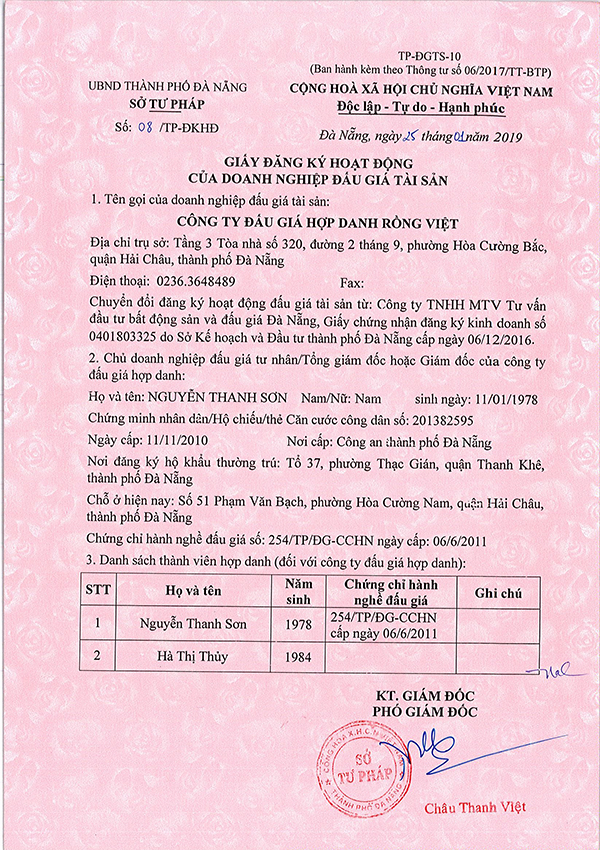 TP-ĐGTS-10
(Ban hành kèm theo Thông tư số 06/2017/TT-BTP)
UBND THÀNH PHỐ ĐÀ NẴNG
SỞ TƯ PHÁP
Số: 08 /TP-ĐKHĐ
CỘNG HOÀ XÃ HỘI CHỦ NGHĨA VIỆT NAM
Độc lập - Tự do - Hạnh phúc
Đà Nẵng, ngày 25 tháng 01 năm 2019
GIẤY ĐĂNG KÝ HOẠT ĐỘNG
CỦA DOANH NGHIỆP ĐẤU GIÁ TÀI SẢN
1. Tên gọi của doanh nghiệp đấu giá tài sản:
CÔNG TY ĐẤU GIÁ HỢP DANH RỒNG VIỆT
Địa chỉ trụ sở: Tầng 3 Tòa nhà số 320, đường 2 tháng 9, phường Hòa Cường Bắc,
quận Hải Châu, thành phố Đà Nẵng
Điện thoại: 0236.3648489 Fax:
Chuyển đổi đăng ký hoạt động đấu giá tài sản từ: Công ty TNHH MTV Tư vấn
đầu tư bất động sản và đấu giá Đà Nẵng, Giấy chứng nhận đăng ký kinh doanh số
0401803325 do Sở Kế hoạch và Đầu tư thành phố Đà Nẵng cấp ngày 06/12/2016.
2. Chủ doanh nghiệp đấu giá tư nhân/Tổng giám đốc hoặc Giám đốc của công ty
đấu giá hợp danh:
Họ và tên: NGUYỄN THANH SƠN Nam/Nữ: Nam sinh ngày: 11/01/1978
Chứng minh nhân dân/Hộ chiếu/thẻ Căn cước công dân số: 201382595
Ngày cấp: 11/11/2010 Nơi cấp: Công an thành phố Đà Nẵng
Nơi đăng ký hộ khẩu thường trú: Tổ 37, phường Thạc Gián, quận Thanh Khê,
thành phố Đà Nẵng
Chỗ ở hiện nay: Số 51 Phạm Văn Bạch, phường Hòa Cường Nam, quận Hải Châu,
thành phố Đà Nẵng
Chứng chỉ hành nghề đấu giá số: 254/TP/ĐG-CCHN ngày cấp: 06/6/2011
3. Danh sách thành viên hợp danh (đối với công ty đấu giá hợp danh):
STT Họ và tên Năm sinh Chứng chỉ hành nghề đấu giá Ghi chú
1 Nguyễn Thanh Sơn 1978 254/TP/ĐG-CCHN cấp ngày 06/6/2011
2 Hà Thị Thủy 1984
KT. GIÁM ĐỐC
PHÓ GIÁM ĐỐC
CỘNG HÒA X.H.C.N VIỆT NAM
SỞ
TƯ PHÁP
THÀNH PHỐ ĐÀ NẴNG
Châu Thanh Việt